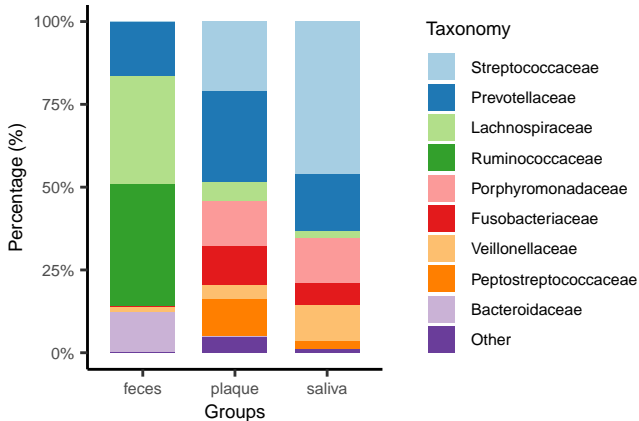 100%
75%
50%
25%
0%
Percentage (%)
feces
plaque
saliva
Groups
Taxonomy
Streptococcaceae
Prevotellaceae
Lachnospiraceae
Ruminococcaceae
Porphyromonadaceae
Fusobacteriaceae
Veillonellaceae
Peptostreptococcaceae
Bacteroidaceae
Other